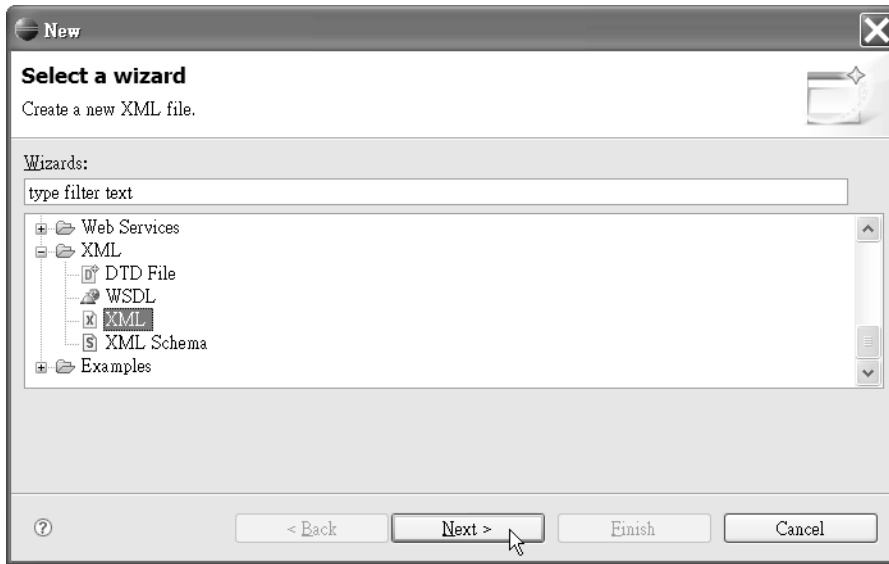 New
Select a wizard
Create a new XML file.
Wizards:
type filter text
Web Services
XML
DTD File
WSDL
XML
XML Schema
Examples
< Back Next > Finish Cancel